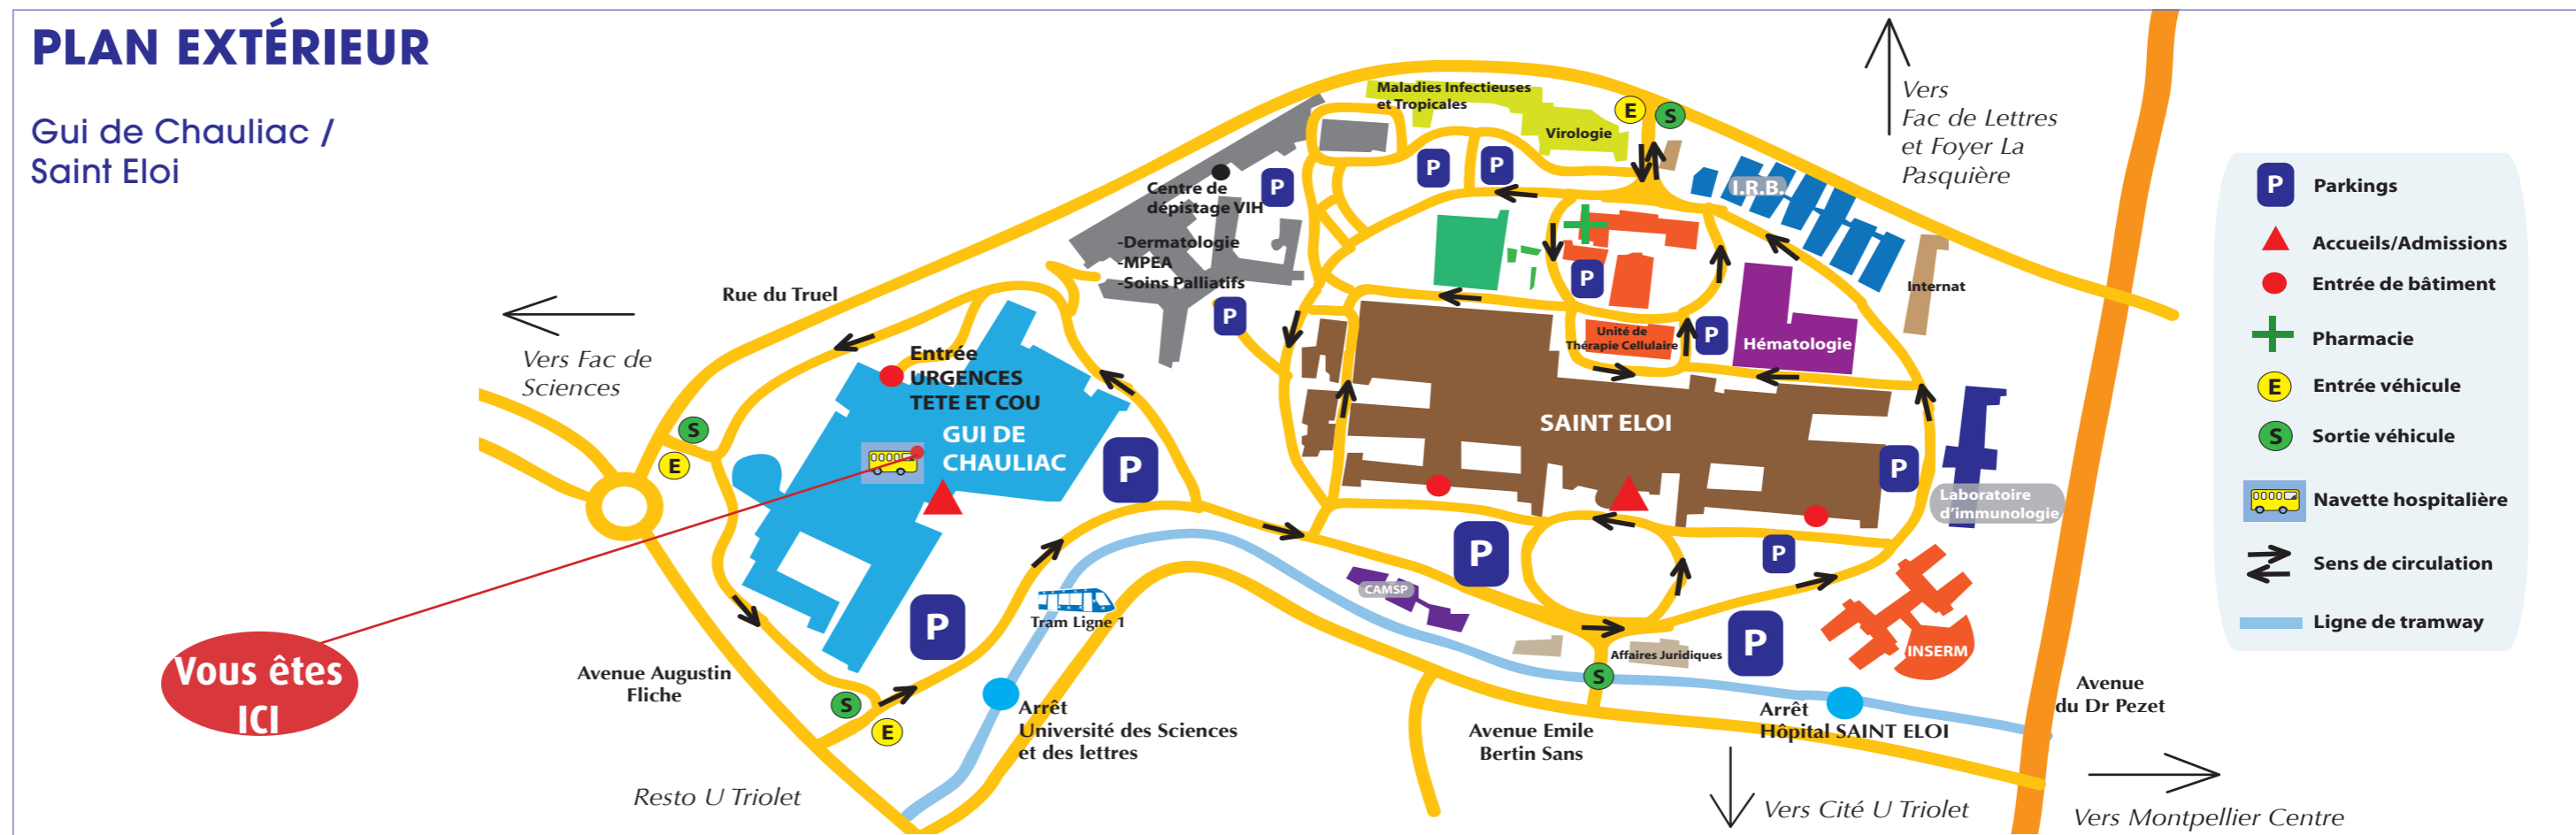 PLAN EXTÉRIEUR
Gui de Chauliac /
Saint Eloi
Vers
Fac de Lettres
et Foyer La
Pasquière
Maladies Infectieuses
et Tropicales
Virologie
E
S
P
P
P
I.R.B.
Centre de
dépistage VIH
-Dermatologie
-MPEA
-Soins Palliatifs
P
P
Internat
Rue du Truel
Vers Fac de
Sciences
Unité de
Thérapie Cellulaire
P
Hématologie
Entrée
URGENCES
TETE ET COU
GUI DE
CHAULIAC
S
E
P
SAINT ELOI
P
Laboratoire
d'immunologie
P
P
CAMSP
P
Tram Ligne 1
P
Affaires Juridiques
INSERM
S
Vous êtes
ICI
Avenue Augustin
Fliche
S
E
Arrêt
Université des Sciences
et des lettres
Avenue Emile
Bertin Sans
Arrêt
Hôpital SAINT ELOI
Avenue
du Dr Pezet
Resto U Triolet
Vers Cité U Triolet
Vers Montpellier Centre
P Parkings
Accueils/Admissions
Entrée de bâtiment
Pharmacie
E Entrée véhicule
S Sortie véhicule
Navette hospitalière
Sens de circulation
Ligne de tramway